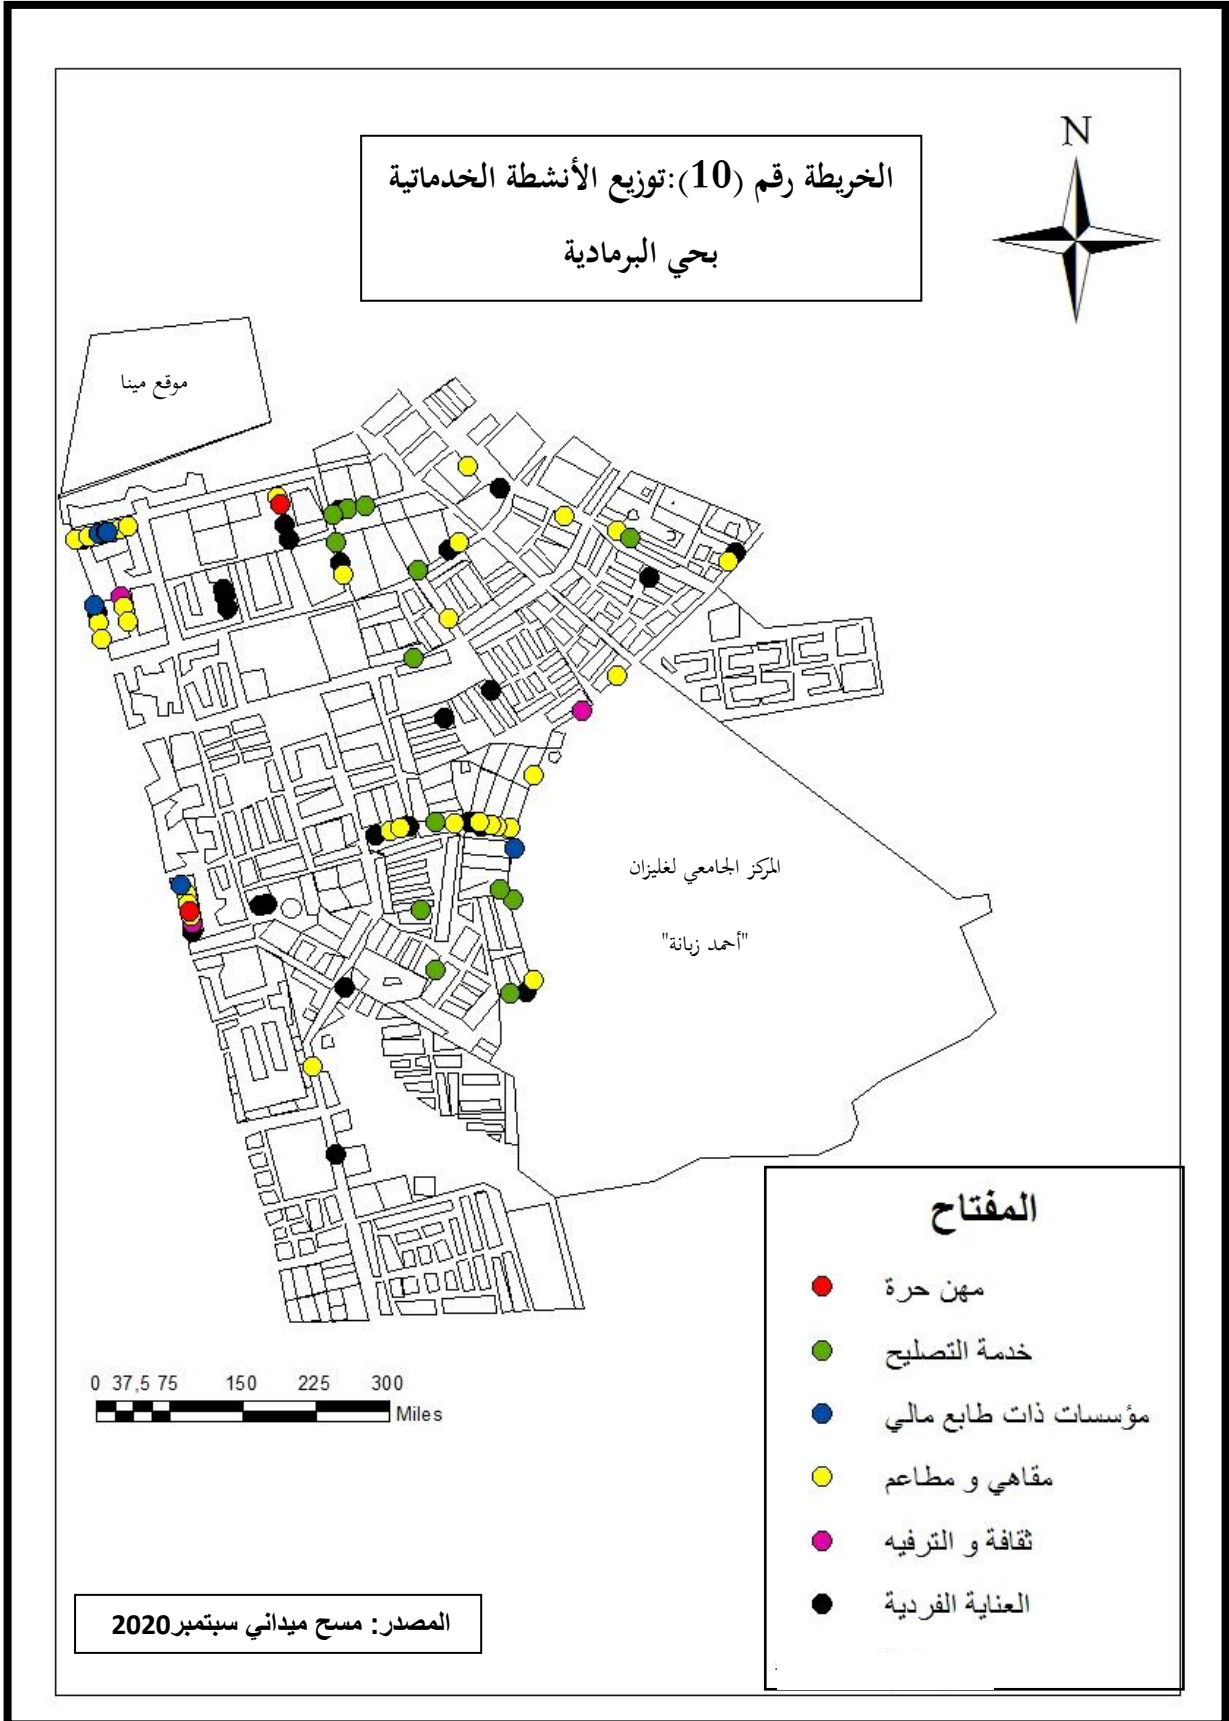 N
الخريطة رقم (10):توزيع الأنشطة الخدماتية
بحي البرمادية
موقع مينا
المركز الجامعي لغليزان
"أحمد زبانة"
المفتاح
مهن حرة
خدمة التصليح
مؤسسات ذات طابع مالي
مقاهي و مطاعم
ثقافة و الترفيه
العناية الفردية
0 37,5 75 150 225 300
Miles
المصدر: مسح ميداني سبتمبر2020